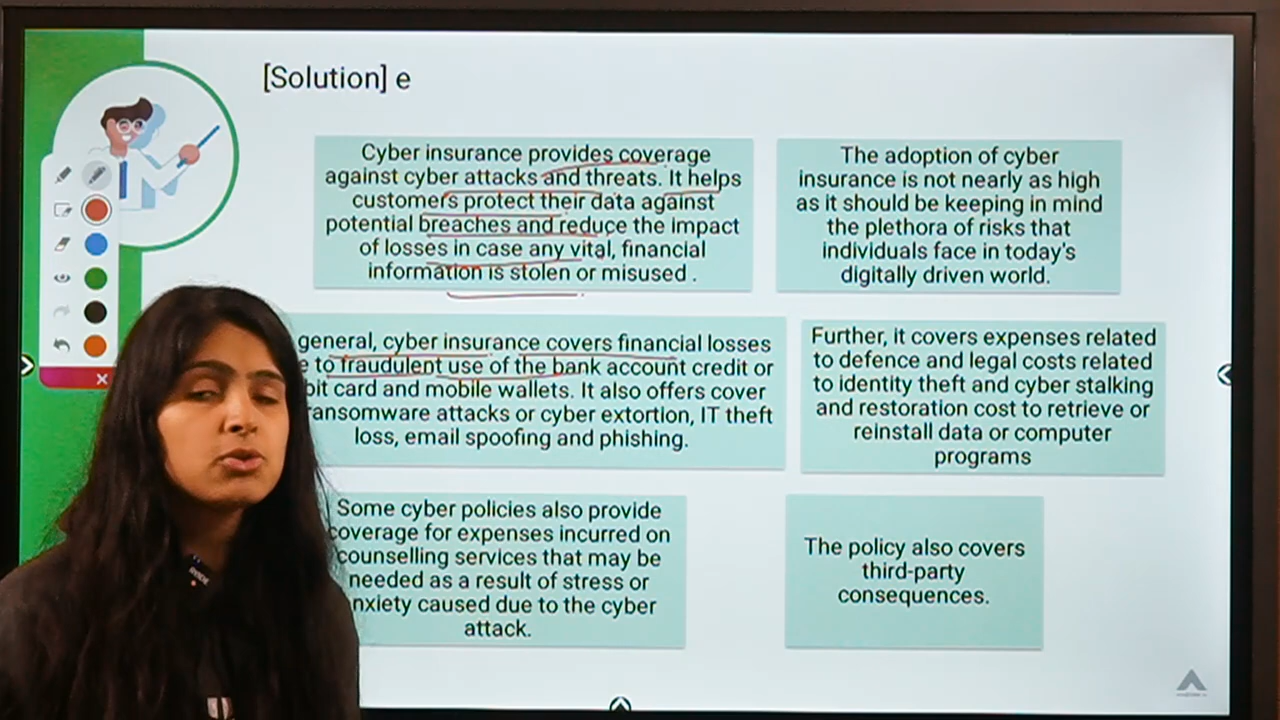 [Solution] e
Cyber insurance provides coverage
against cyber attacks and threats. It helps
customers protect their data against
potential breaches and reduce the impact
of losses in case any vital, financial
information is stolen or misused .
The adoption of cyber
insurance is not nearly as high
as it should be keeping in mind
the plethora of risks that
individuals face in today's
digitally driven world.
general, cyber insurance covers financial losses
to fraudulent use of the bank account credit or
card and mobile wallets. It also offers cover
ransomware attacks or cyber extortion, IT theft
loss, email spoofing and phishing.
Further, it covers expenses related
to defence and legal costs related
to identity theft and cyber stalking
and restoration cost to retrieve or
reinstall data or computer
programs
Some cyber policies also provide
coverage for expenses incurred on
counselling services that may be
needed as a result of stress or
anxiety caused due to the cyber
attack.
The policy also covers
third-party
consequences.